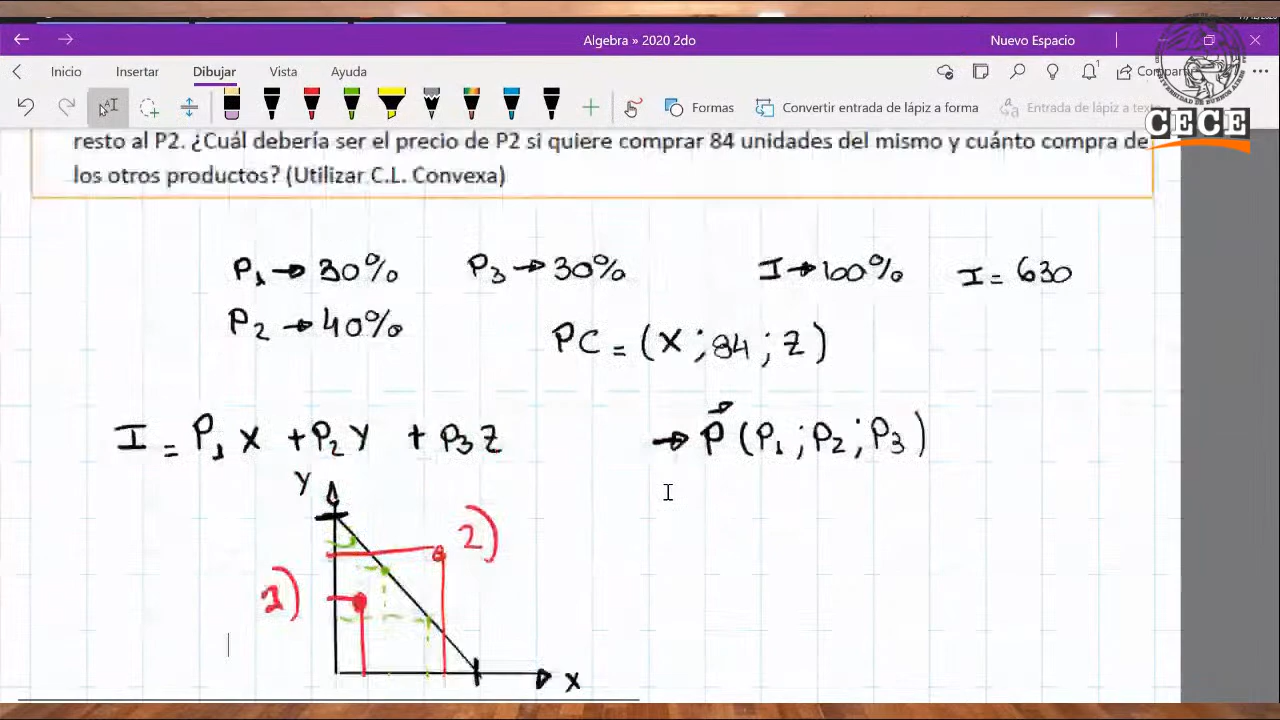 Algebra » 2020 2do
Nuevo Espacio
Inicio Insertar Dibujar Vista Ayuda
Formas Convertir entrada de lápiz a forma
resto al P2. ¿Cuál debería ser el precio de P2 si quiere comprar 84 unidades del mismo y cuánto compra de
los otros productos? (Utilizar C.L. Convexa)
CECE
P1 → 30% P3 → 30% I → 100% I = 630
P2 → 40%
PC = (X ; 84 ; Z)
I = P1 X + P2 Y + P3 Z → P (P1 ; P2 ; P3)
Y
2)
1)
X